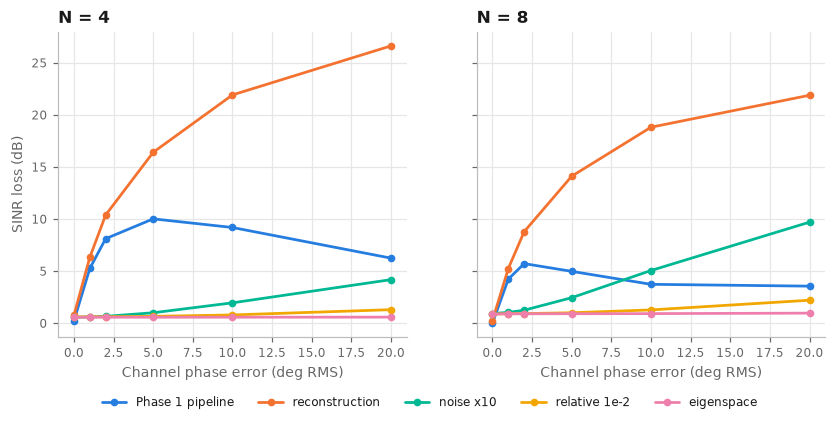 N = 4
N = 8
25
20
15
10
5
0
SINR loss (dB)
0.0 2.5 5.0 7.5 10.0 12.5 15.0 17.5 20.0
0.0 2.5 5.0 7.5 10.0 12.5 15.0 17.5 20.0
Channel phase error (deg RMS)
Channel phase error (deg RMS)
Phase 1 pipeline reconstruction noise x10 relative 1e-2 eigenspace